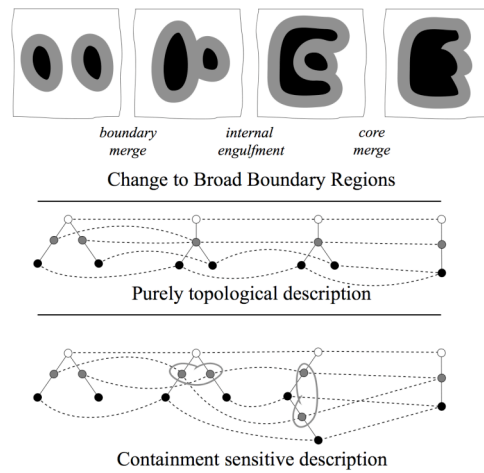 boundary internal core
merge engulfment merge
Change to Broad Boundary Regions
Purely topological description
Containment sensitive description